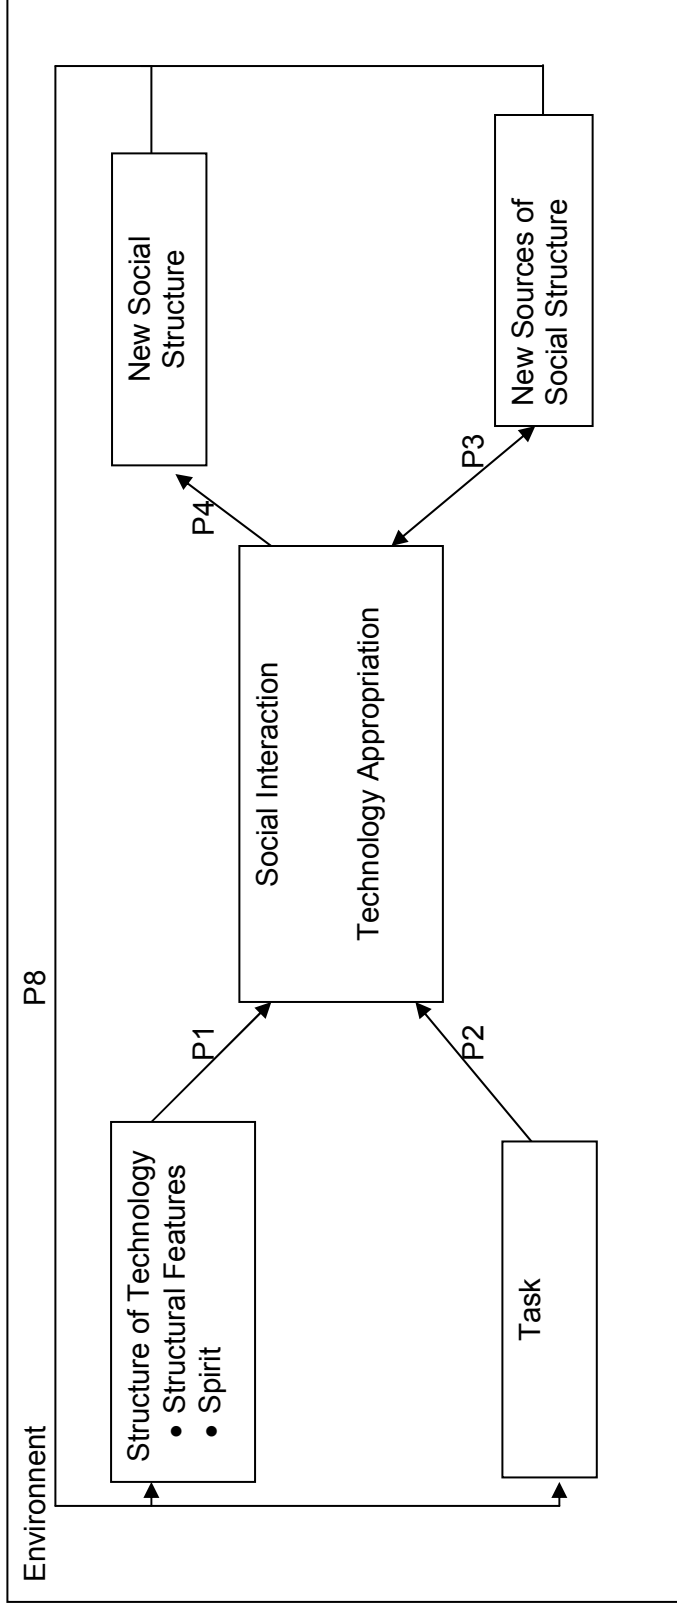 Environnent
P8
Structure of Technology
• Structural Features
• Spirit
P1
Social Interaction
Technology Appropriation
P4
New Social
Structure
Task
P2
P3
New Sources of
Social Structure